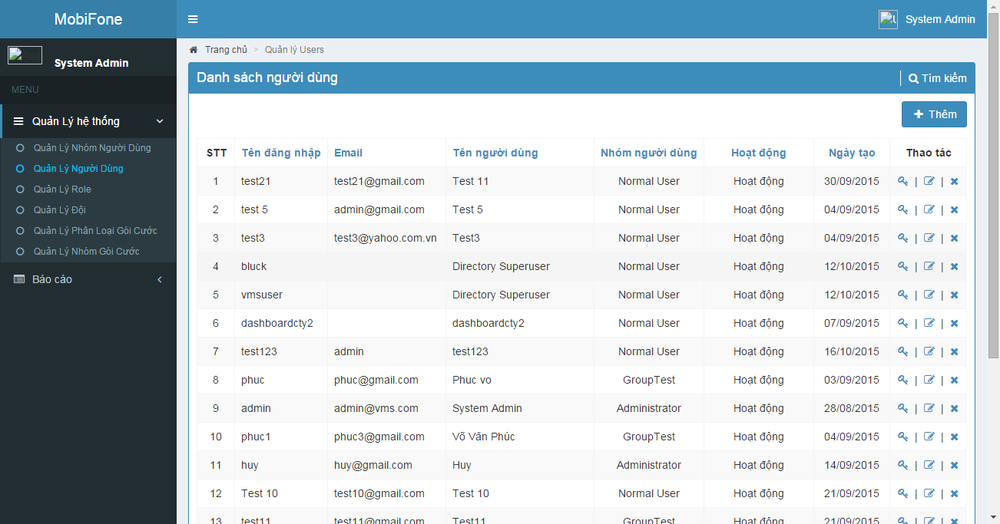 MobiFone
System Admin
System Admin
MENU
Quản Lý hệ thống
Quản Lý Nhóm Người Dùng
Quản Lý Người Dùng
Quản Lý Role
Quản Lý Đội
Quản Lý Phân Loại Gói Cước
Quản Lý Nhóm Gói Cước
Báo cáo
Trang chủ > Quản lý Users
Danh sách người dùng
Tìm kiếm
Thêm
STT Tên đăng nhập Email Tên người dùng Nhóm người dùng Hoạt động Ngày tạo Thao tác
1 test21 test21@gmail.com Test 11 Normal User Hoạt động 30/09/2015 | |
2 test 5 admin@gmail.com Test 5 Normal User Hoạt động 04/09/2015 | |
3 test3 test3@yahoo.com.vn Test3 Normal User Hoạt động 04/09/2015 | |
4 bluck Directory Superuser Normal User Hoạt động 12/10/2015 | |
5 vmsuser Directory Superuser Normal User Hoạt động 12/10/2015 | |
6 dashboardcty2 dashboardcty2 Normal User Hoạt động 07/09/2015 | |
7 test123 admin test123 Normal User Hoạt động 16/10/2015 | |
8 phuc phuc@gmail.com Phuc vo GroupTest Hoạt động 03/09/2015 | |
9 admin admin@vms.com System Admin Administrator Hoạt động 28/08/2015 | |
10 phuc1 phuc3@gmail.com Võ Văn Phúc GroupTest Hoạt động 04/09/2015 | |
11 huy huy@gmail.com Huy Administrator Hoạt động 14/09/2015 | |
12 Test 10 test10@gmail.com Test 10 Normal User Hoạt động 21/09/2015 | |
13 test11 test11@gmail.com Test11 GroupTest Hoạt động 21/09/2015 | |